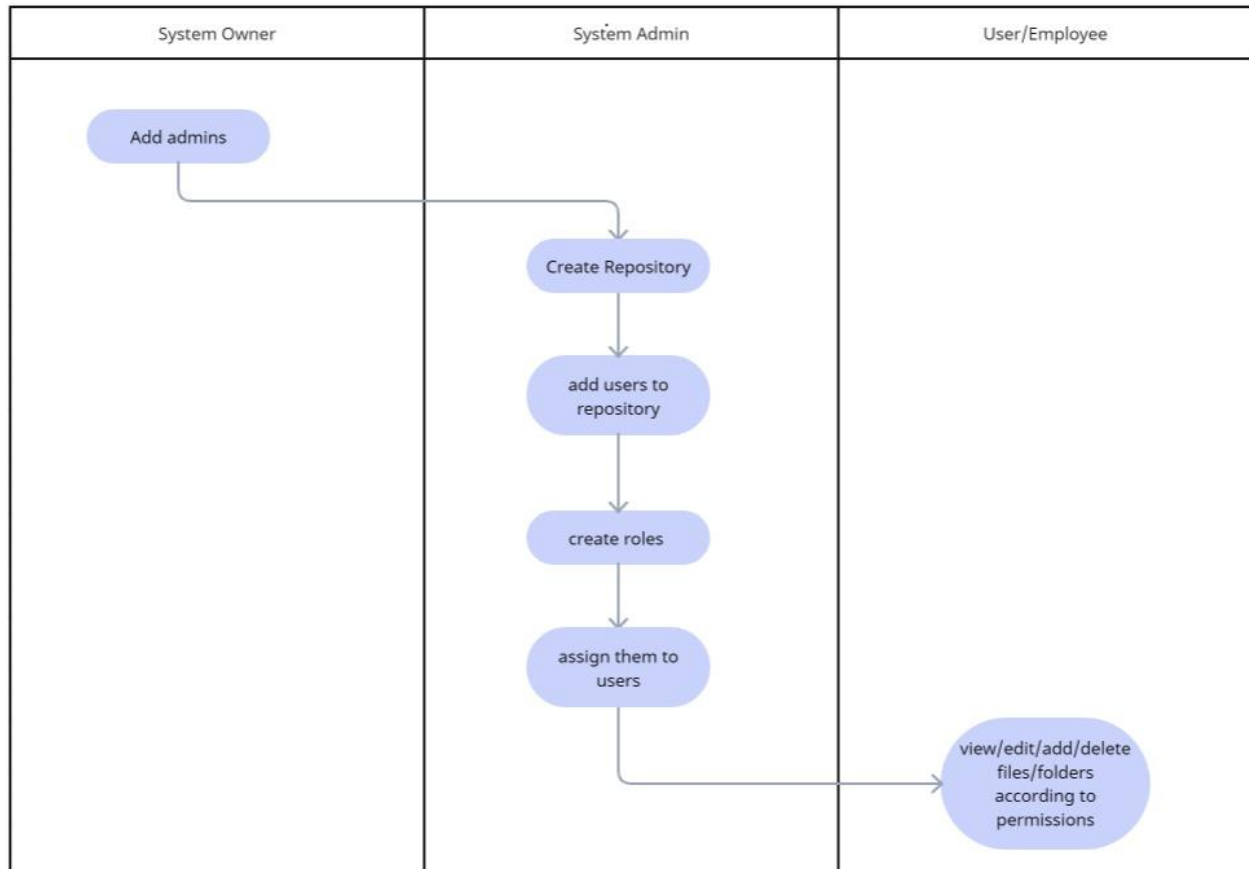 System Owner
System Admin
User/Employee
Add admins
Create Repository
add users to
repository
create roles
assign them to
users
view/edit/add/delete
files/folders
according to
permissions